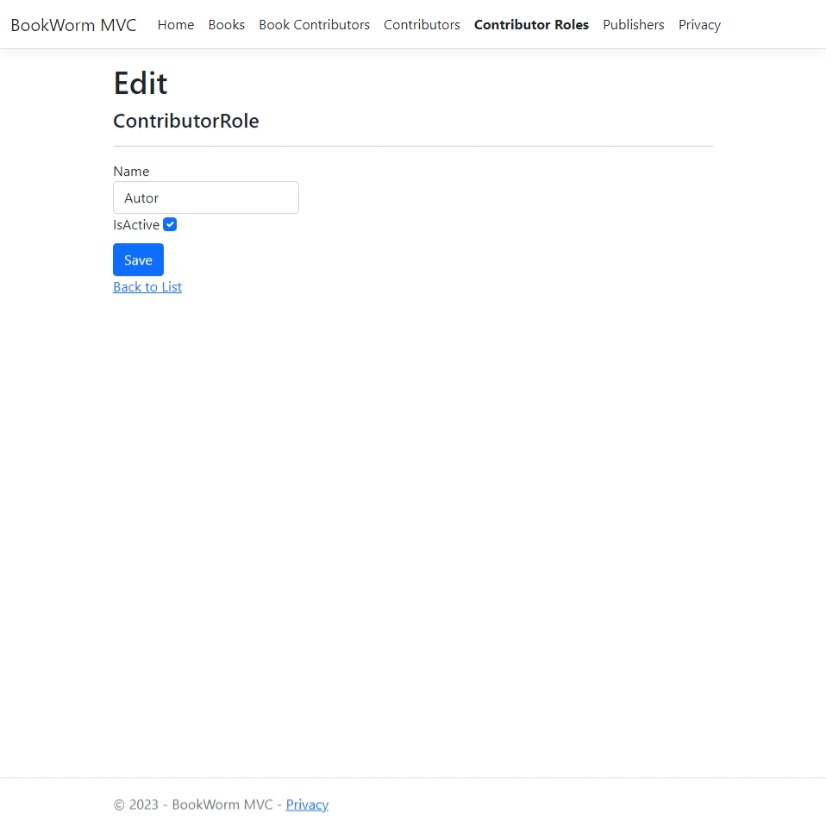 BookWorm MVC Home Books Book Contributors Contributors Contributor Roles Publishers Privacy
Edit
ContributorRole
Name
Autor
IsActive
Save
Back to List
© 2023 - BookWorm MVC - Privacy